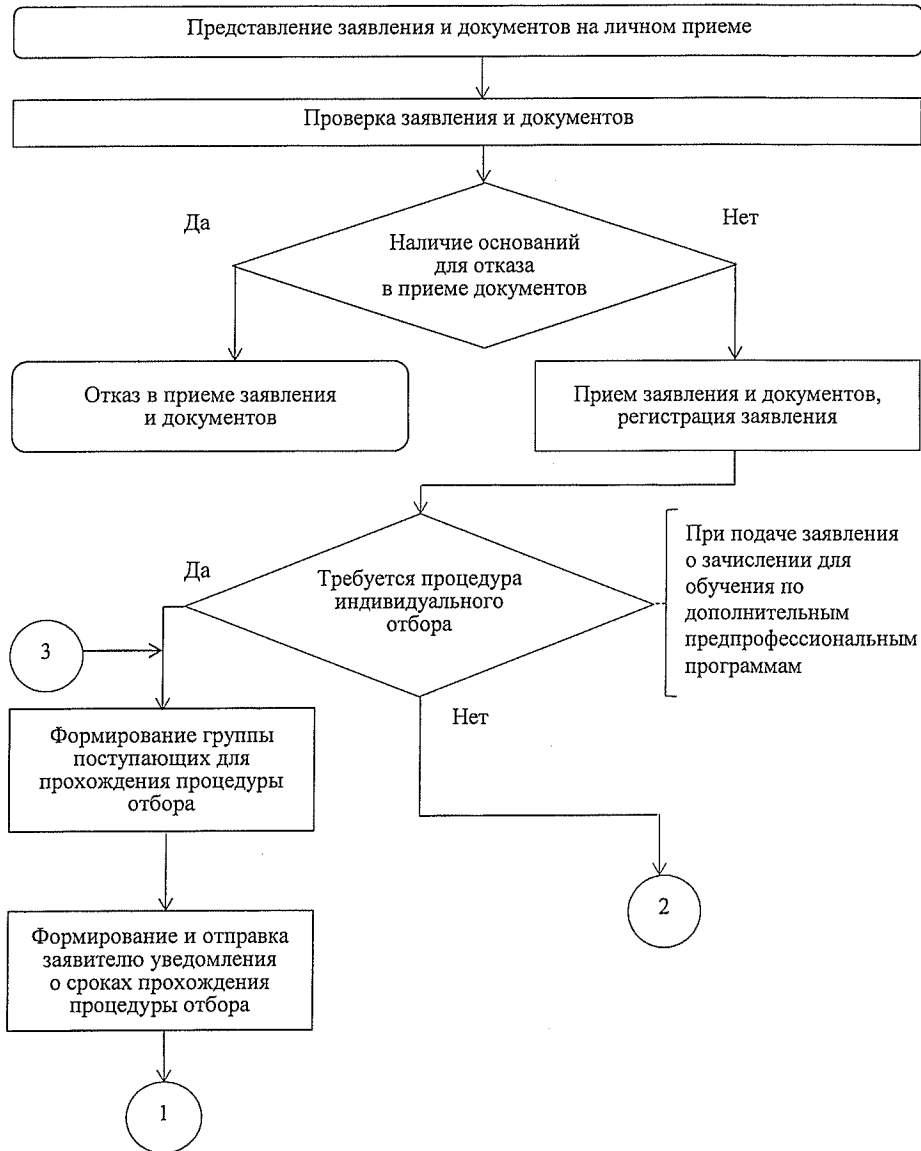 Представление заявления и документов на личном приеме
Проверка заявления и документов
Да
Нет
Наличие оснований
для отказа
в приеме документов
Отказ в приеме заявления
и документов
Прием заявления и документов,
регистрация заявления
Да
Требуется процедура
индивидуального
отбора
При подаче заявления
о зачислении для
обучения по
дополнительным
предпрофессиональным
программам
3
Нет
Формирование группы
поступающих для
прохождения процедуры
отбора
2
Формирование и отправка
заявителю уведомления
о сроках прохождения
процедуры отбора
1